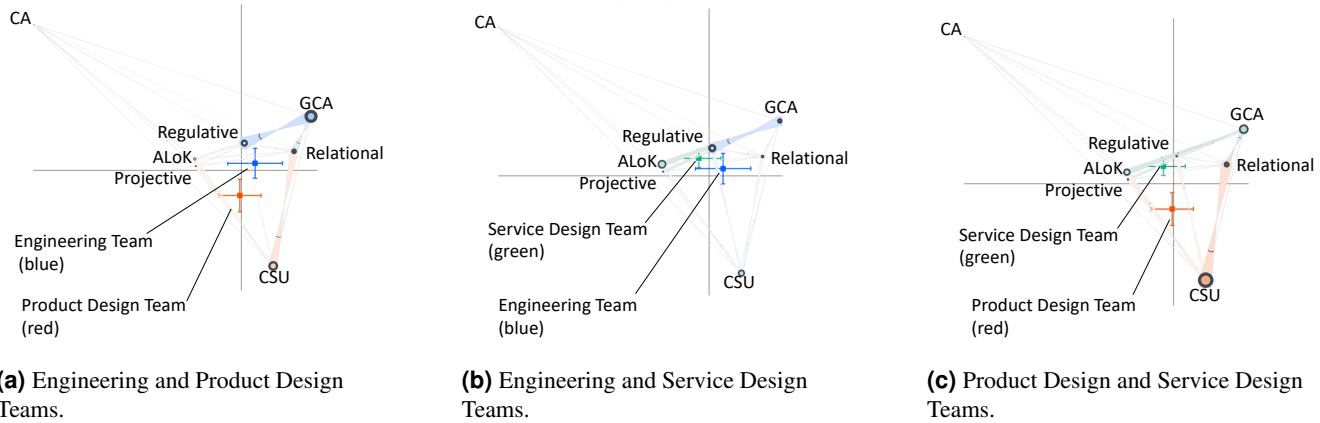 CA
GCA
Regulative
ALoK
Relational
Projective
Engineering Team
(blue)
CSU
Product Design Team
(red)
(a) Engineering and Product Design
Teams.
CA
GCA
Regulative
ALoK
Relational
Projective
Service Design Team
(green)
CSU
Engineering Team
(blue)
(b) Engineering and Service Design
Teams.
CA
GCA
Regulative
ALoK
Relational
Projective
Service Design Team
(green)
CSU
Product Design Team
(red)
(c) Product Design and Service Design
Teams.